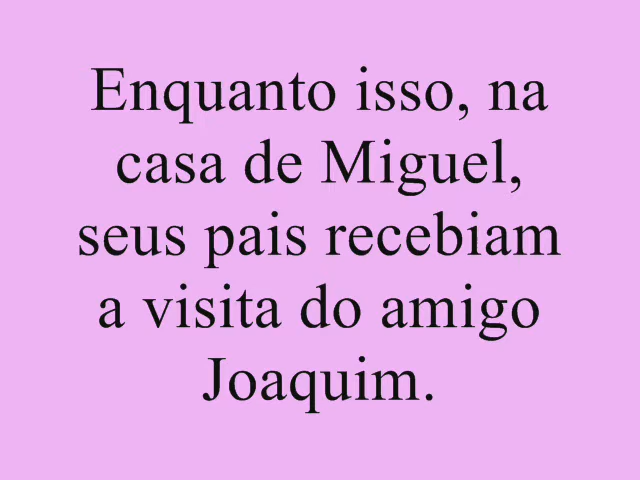 Enquanto isso, na
casa de Miguel,
seus pais recebiam
a visita do amigo
Joaquim.